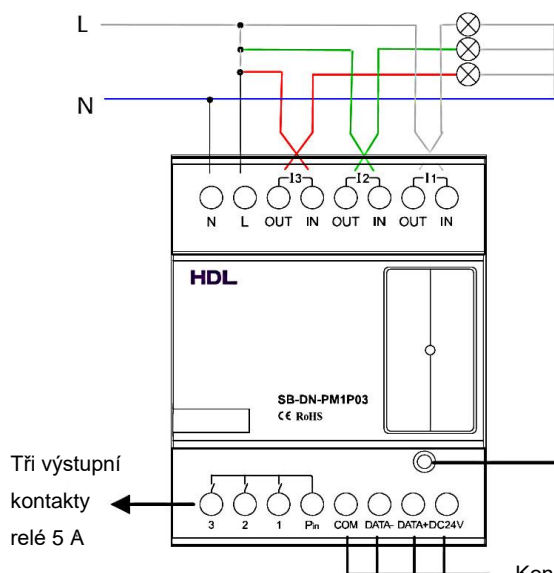 L
N
I3 I2 I1
N L OUT IN OUT IN OUT IN
HDL
SB-DN-PM1P03
CE RoHS
Tři výstupní
kontakty
relé 5 A
3 2 1 Pin COM DATA- DATA+ DC24V